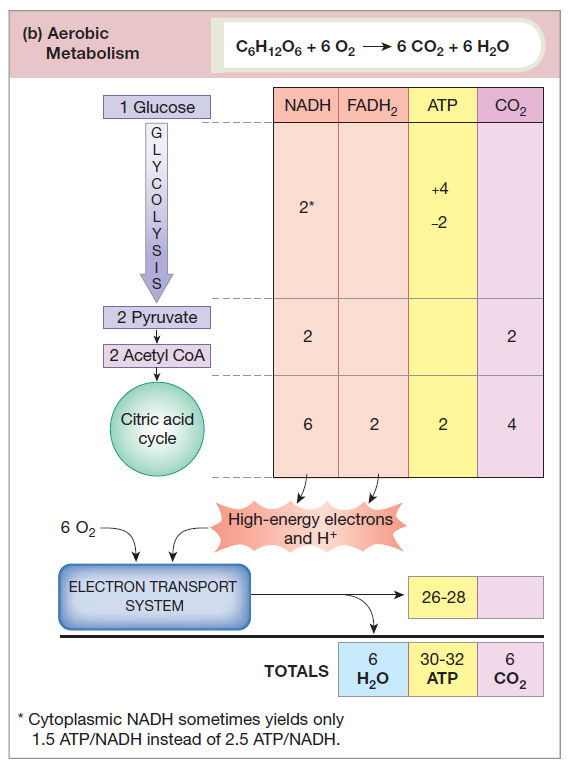 (b) Aerobic
Metabolism
C₆H₁₂O₆ + 6 O₂ → 6 CO₂ + 6 H₂O
1 Glucose
NADH FADH₂ ATP CO₂
GLYCOLYSIS
2*
+4
–2
2 Pyruvate
2 2
2 Acetyl CoA
Citric acid
cycle
6 2 2 4
High-energy electrons
and H⁺
6 O₂
ELECTRON TRANSPORT
SYSTEM
26-28
TOTALS
6
H₂O
30-32
ATP
6
CO₂
* Cytoplasmic NADH sometimes yields only
1.5 ATP/NADH instead of 2.5 ATP/NADH.